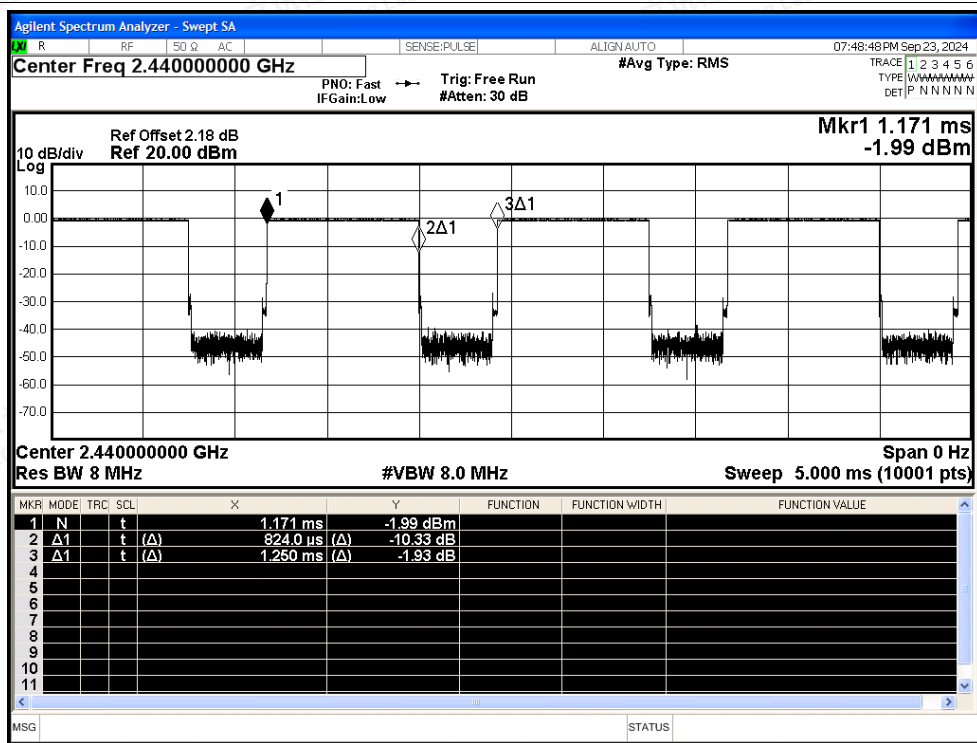 Agilent Spectrum Analyzer - Swept SA
LXI R RF 50 Ω AC SENSE:PULSE ALIGN AUTO 07:48:48 PM Sep 23, 2024
Center Freq 2.440000000 GHz #Avg Type: RMS TRACE 1 2 3 4 5 6
PNO: Fast Trig: Free Run TYPE WWWWWW
IFGain:Low #Atten: 30 dB DET P N N N N N
Mkr1 1.171 ms
Ref Offset 2.18 dB
10 dB/div Ref 20.00 dBm -1.99 dBm
Log
10.0
1
3Δ1
0.00
2Δ1
-10.0
-20.0
-30.0
-40.0
-50.0
-60.0
-70.0
Center 2.440000000 GHz Span 0 Hz
Res BW 8 MHz #VBW 8.0 MHz Sweep 5.000 ms (10001 pts)
MKR MODE TRC SCL X Y FUNCTION FUNCTION WIDTH FUNCTION VALUE
1 N t 1.171 ms -1.99 dBm
2 Δ1 t (Δ) 824.0 µs (Δ) -10.33 dB
3 Δ1 t (Δ) 1.250 ms (Δ) -1.93 dB
4
5
6
7
8
9
10
11
MSG STATUS